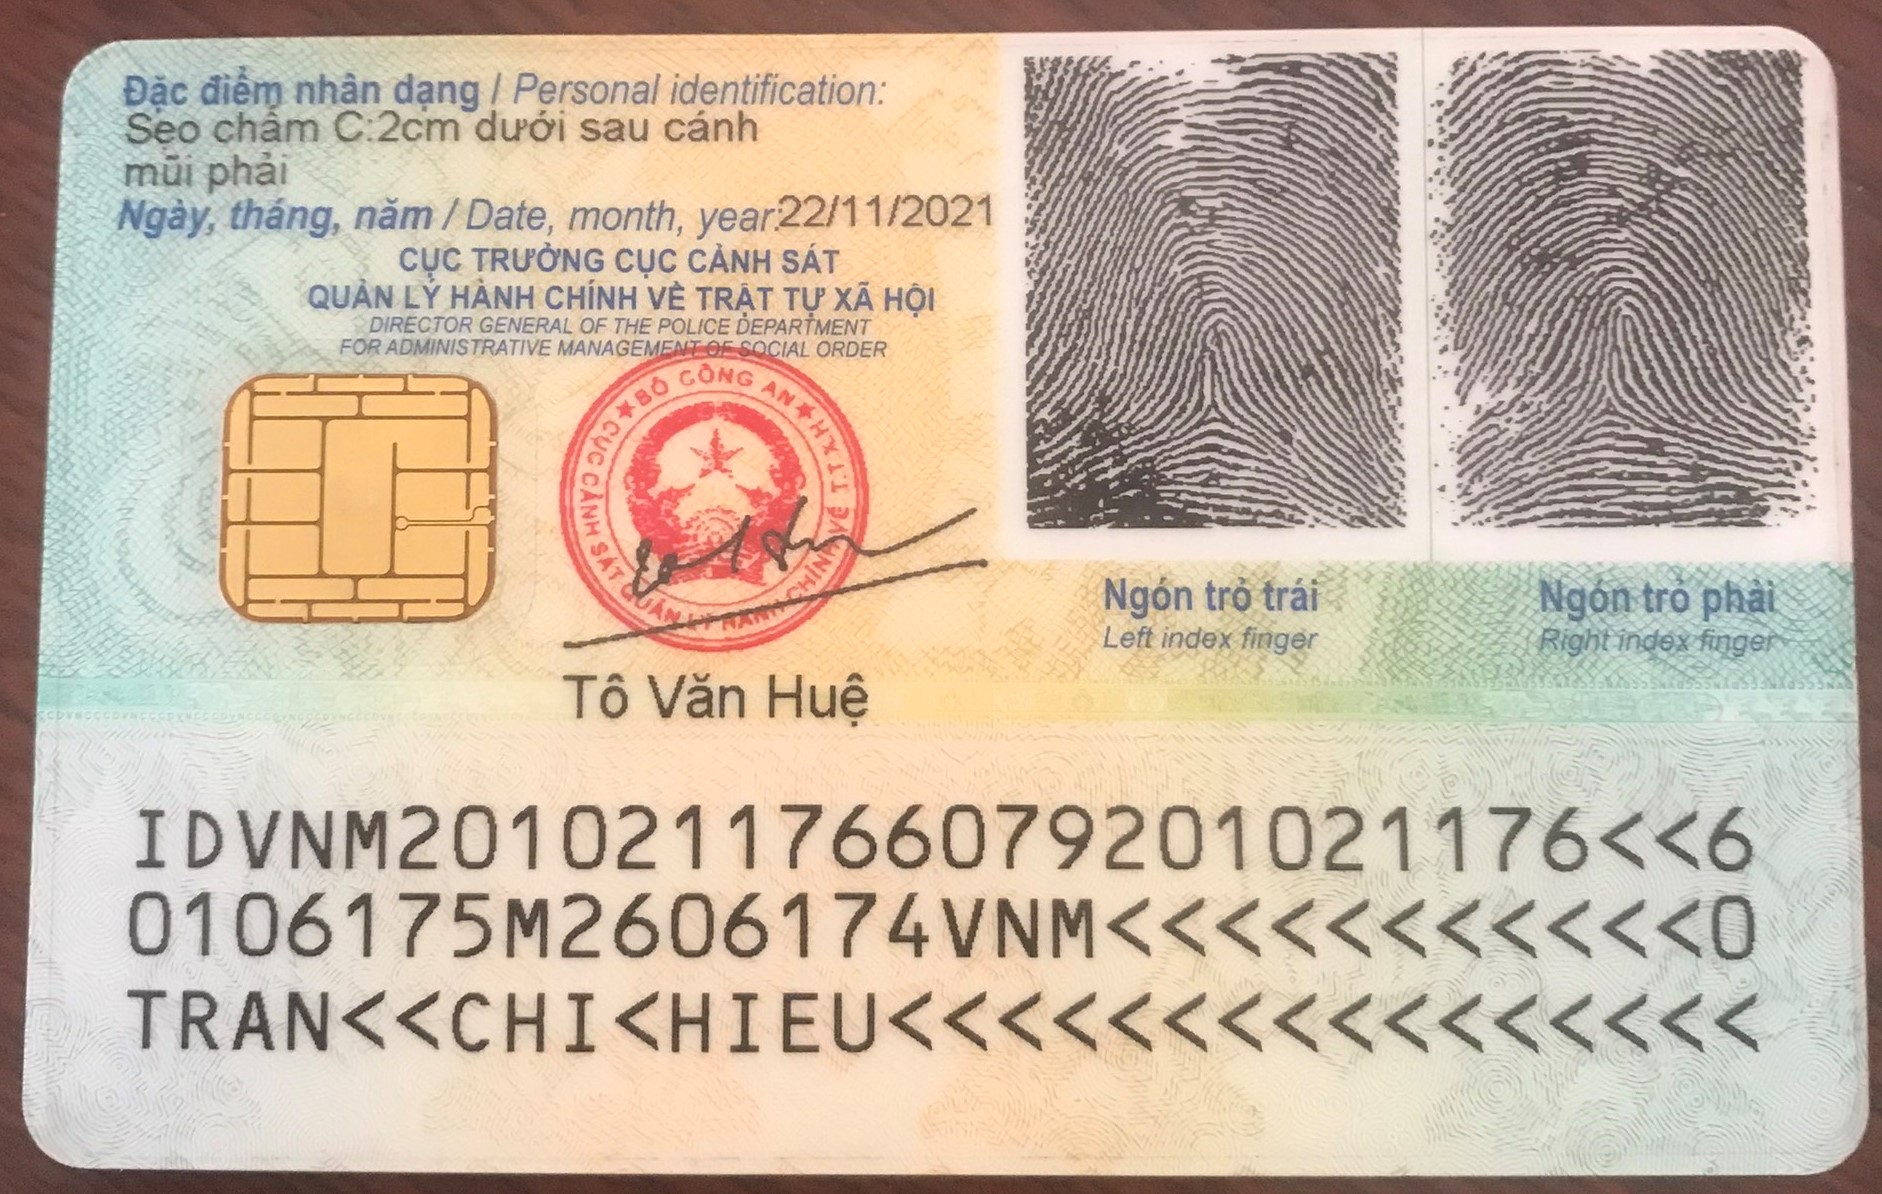 Đặc điểm nhân dạng / Personal identification:
Sẹo chấm C:2cm dưới sau cánh
mũi phải
Ngày, tháng, năm / Date, month, year:22/11/2021
CỤC TRƯỞNG CỤC CẢNH SÁT
QUẢN LÝ HÀNH CHÍNH VỀ TRẬT TỰ XÃ HỘI
DIRECTOR GENERAL OF THE POLICE DEPARTMENT
FOR ADMINISTRATIVE MANAGEMENT OF SOCIAL ORDER
BỘ CÔNG AN
CỤC CẢNH SÁT QUẢN LÝ HÀNH CHÍNH VỀ TTXH
Tô Văn Huệ
Ngón trỏ trái
Left index finger
Ngón trỏ phải
Right index finger
IDVNM2010211766079201021176<<6
0106175M2606174VNM<<<<<<<<<<<0
TRAN<<CHI<HIEU<<<<<<<<<<<<<<<<